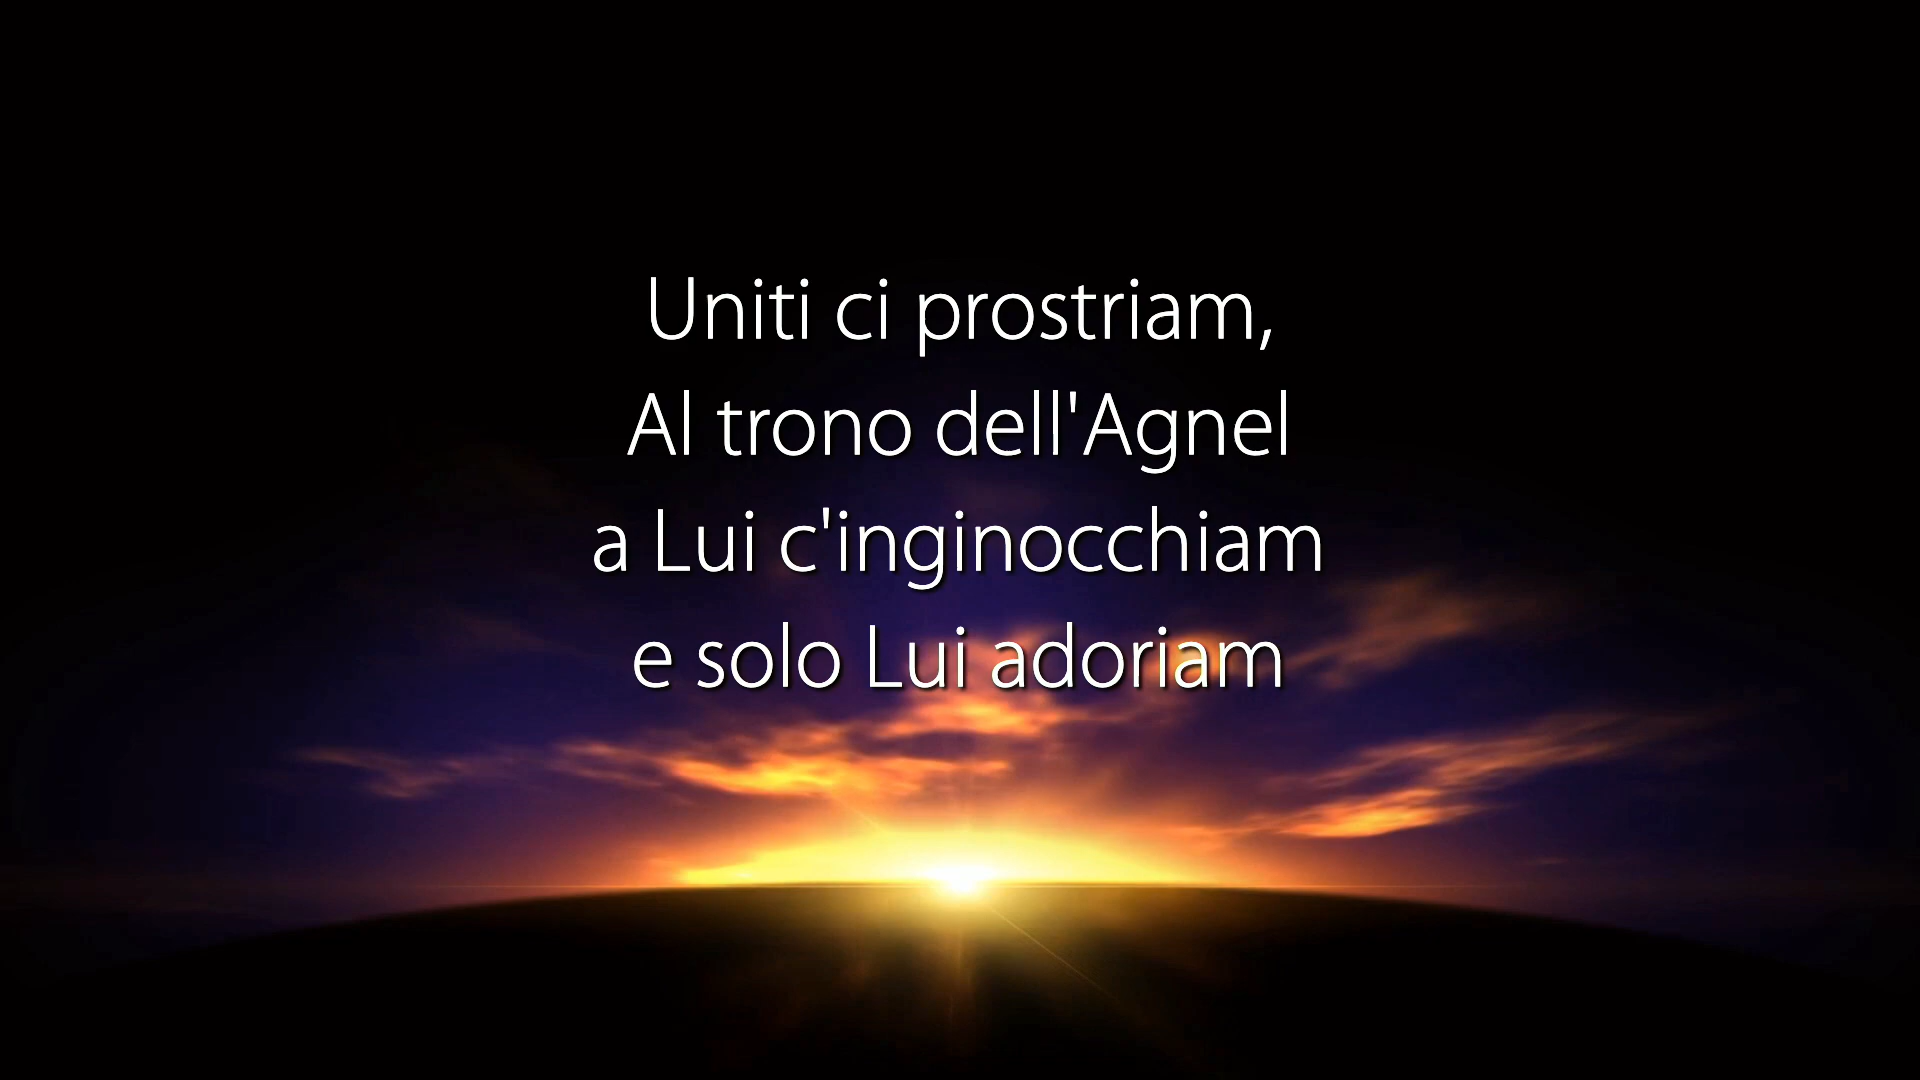 Uniti ci prostriam,
Al trono dell'Agnel
a Lui c'inginocchiam
e solo Lui adoriam